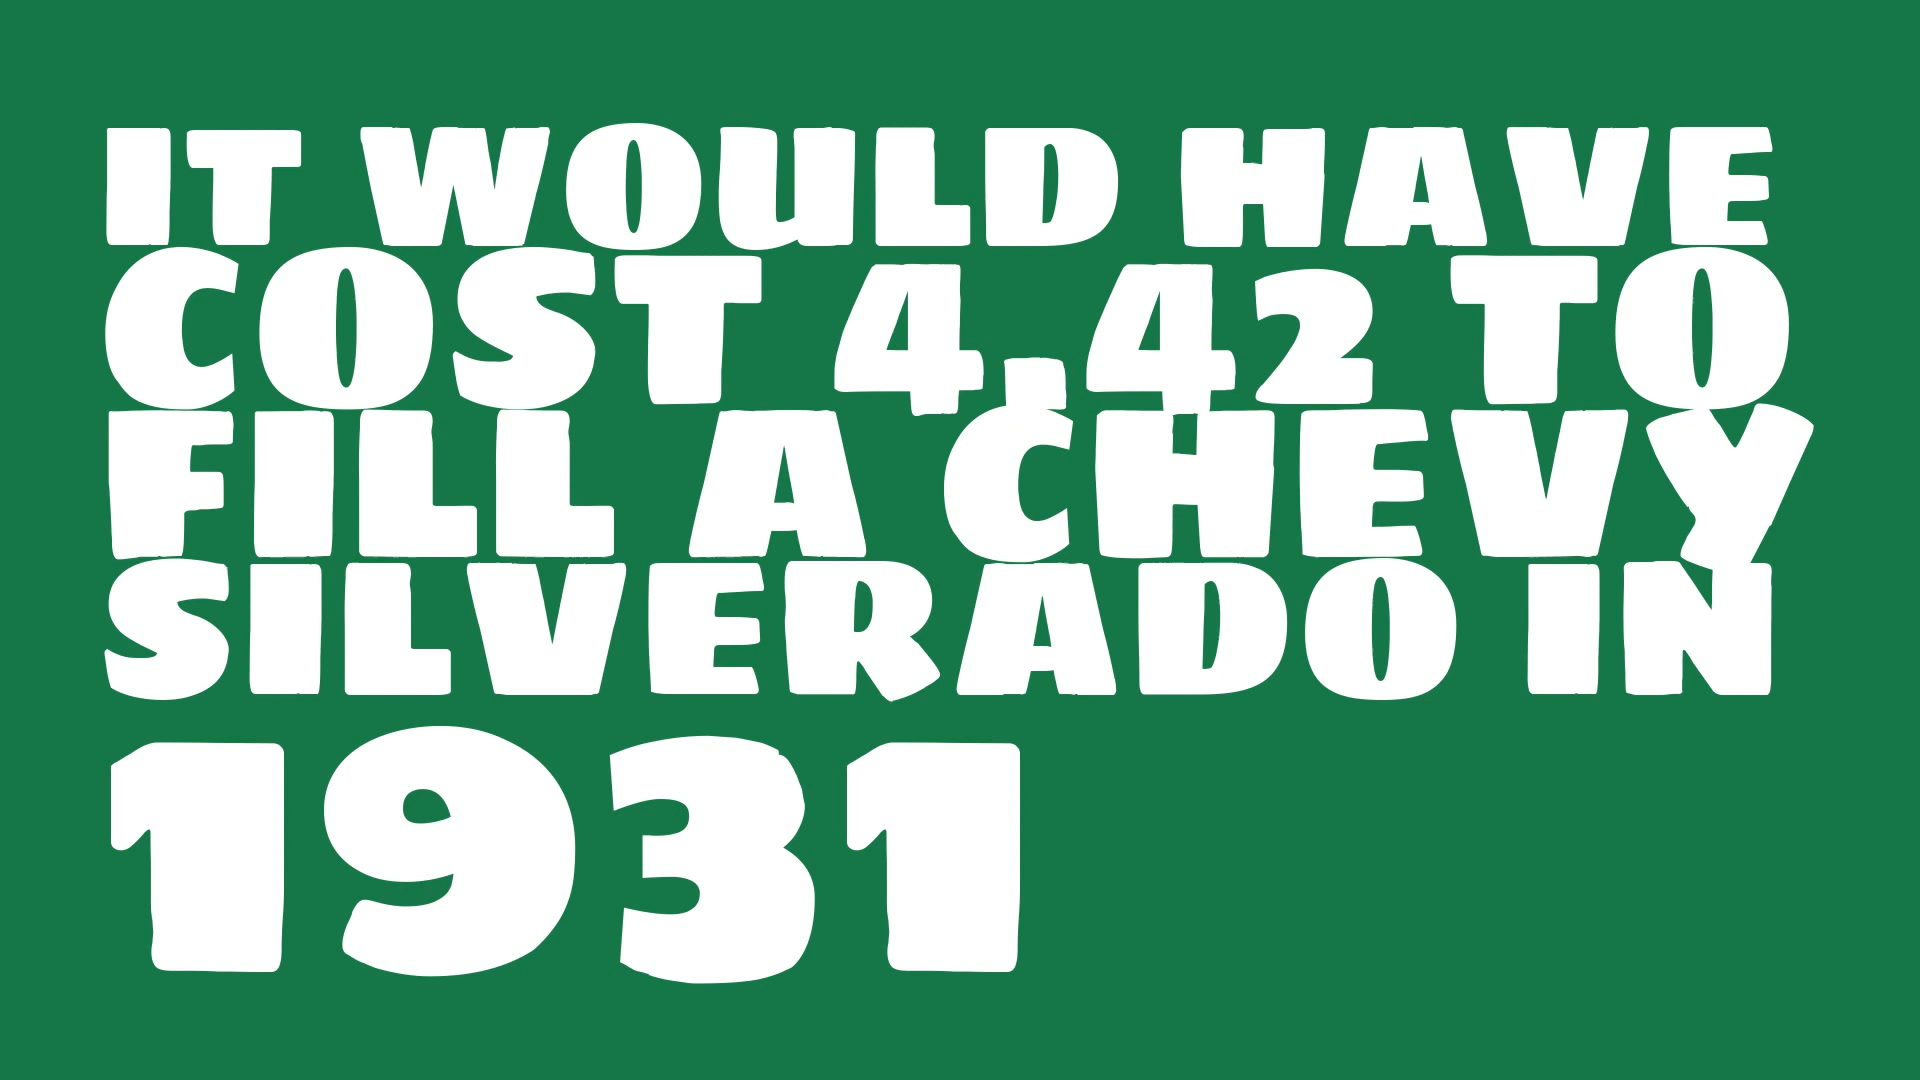 IT WOULD HAVE
COST 4.42 TO
FILL A CHEVY
SILVERADO IN
1931